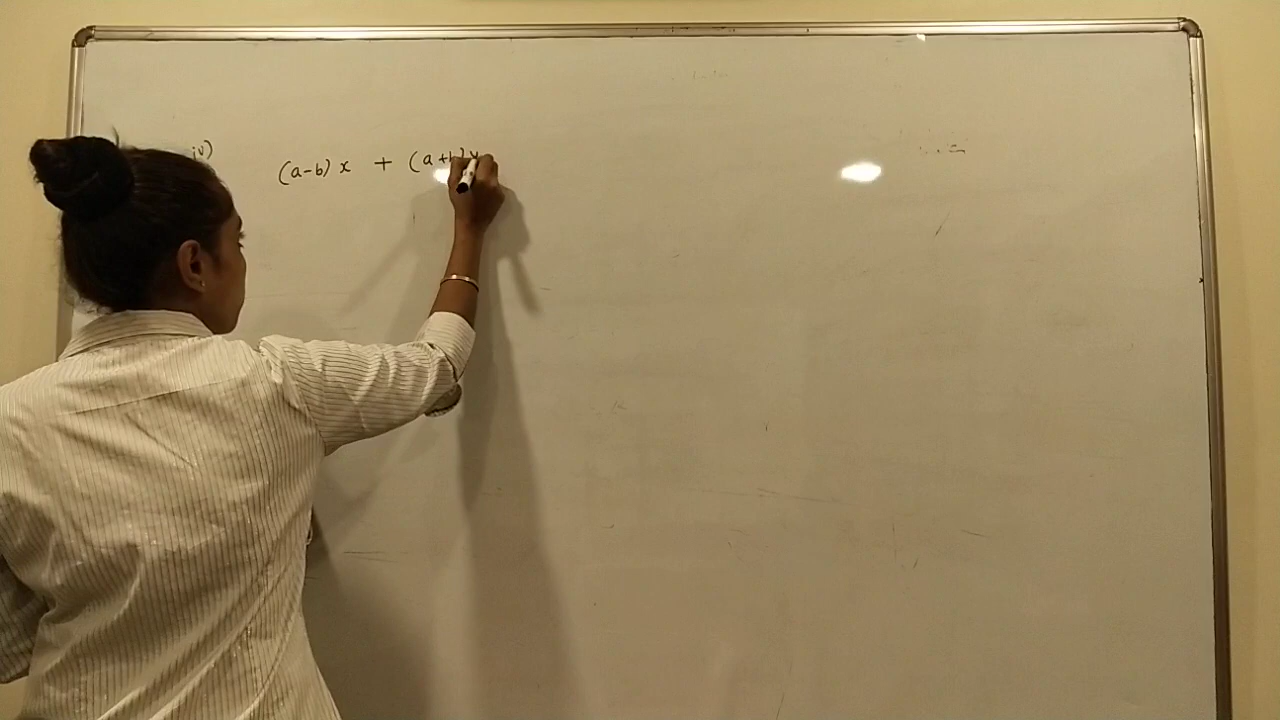 iv) (a-b) x + (a+b) y